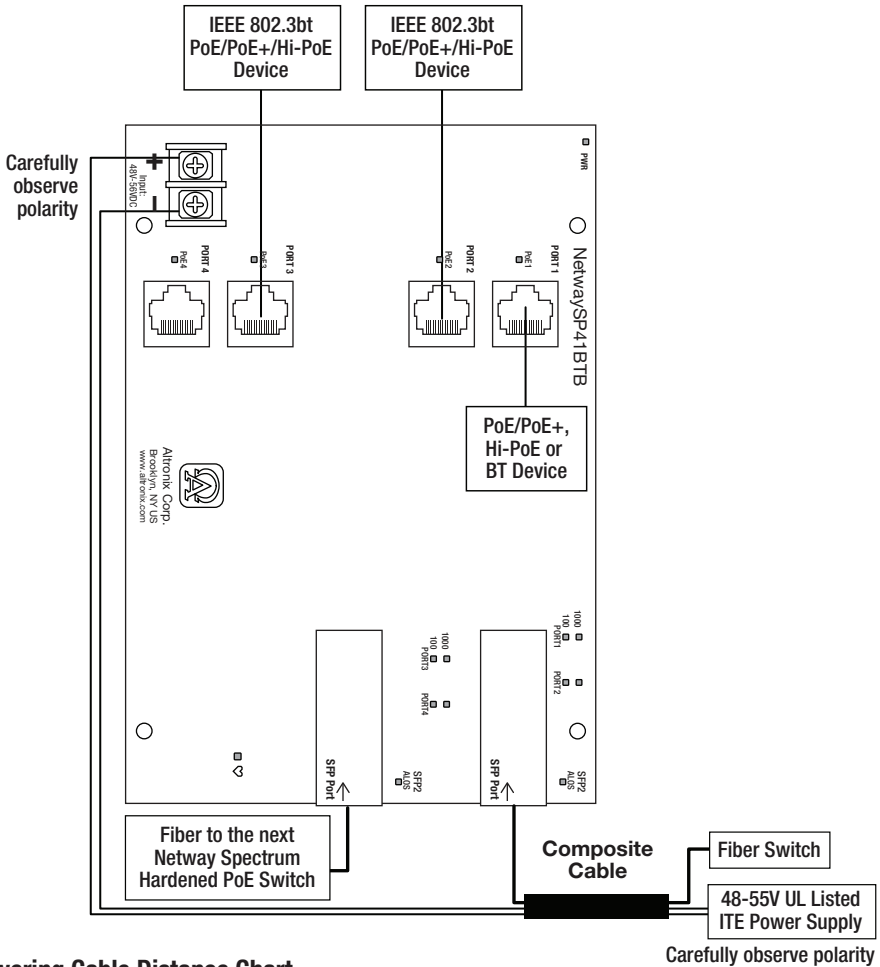 IEEE 802.3bt
PoE/PoE+/Hi-PoE
Device
IEEE 802.3bt
PoE/PoE+/Hi-PoE
Device
Carefully
observe
polarity
+
–
Input:
48V-56VDC
PWR
PoE4
PORT 4
PoE3
PORT 3
PoE2
PORT 2
PoE1
PORT 1
NetwaySP41BTB
PoE/PoE+,
Hi-PoE or
BT Device
Altronix Corp.
Brooklyn, NY US
www.altronix.com
1000
100
PORT3
PORT4
1000
100
PORT1
PORT2
SFP Port
SFP2
ALOS
SFP Port
SFP2
ALOS
Fiber to the next
Netway Spectrum
Hardened PoE Switch
Composite
Cable
Fiber Switch
48-55V UL Listed
ITE Power Supply
Carefully observe polarity